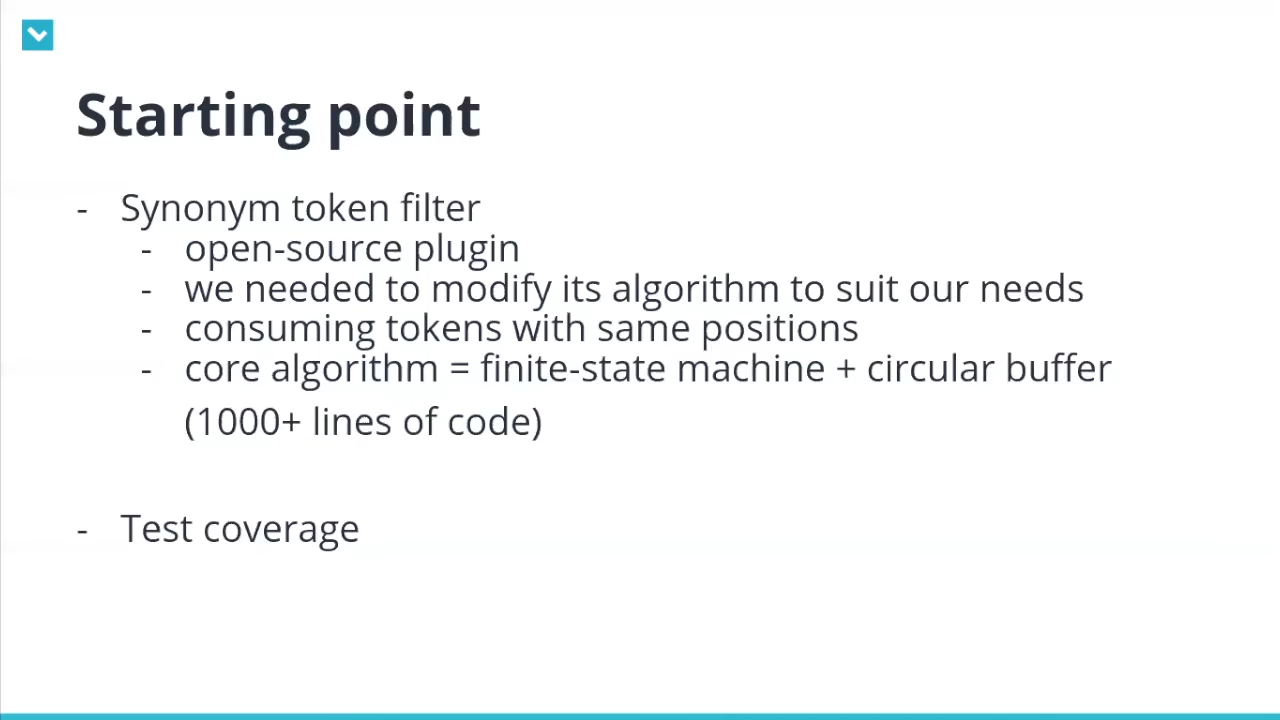 Starting point
- Synonym token filter
- open-source plugin
- we needed to modify its algorithm to suit our needs
- consuming tokens with same positions
- core algorithm = finite-state machine + circular buffer
(1000+ lines of code)
- Test coverage